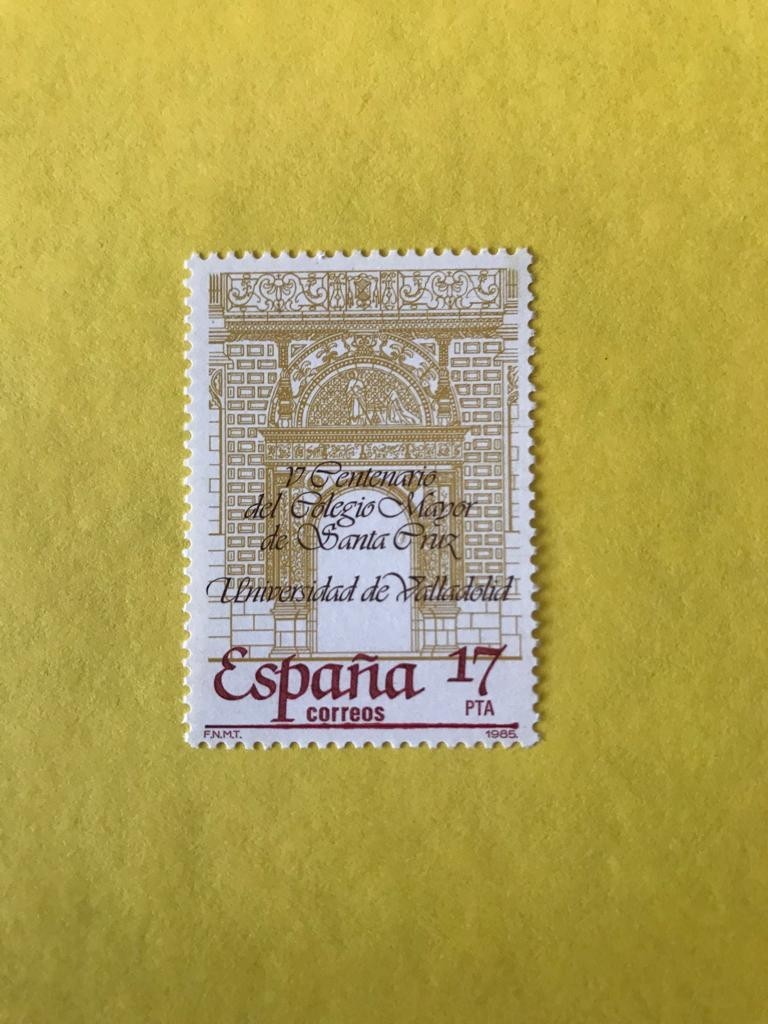 V Centenario
del Colegio Mayor
de Santa Cruz
Universidad de Valladolid
España 17
correos PTA
F.N.M.T. 1985.